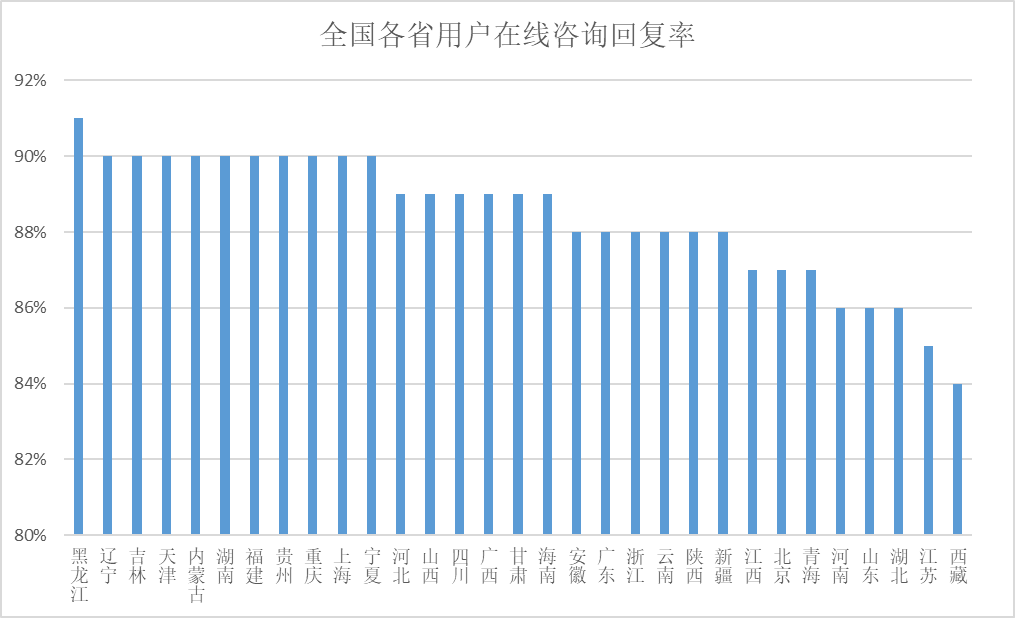 全国各省用户在线咨询回复率
92%
90%
88%
86%
84%
82%
80%
黑龙江
辽宁
吉林
天津
内蒙古
湖南
福建
贵州
重庆
上海
宁夏
河北
山西
四川
广西
甘肃
海南
安徽
广东
浙江
云南
陕西
新疆
江西
北京
青海
河南
山东
湖北
江苏
西藏